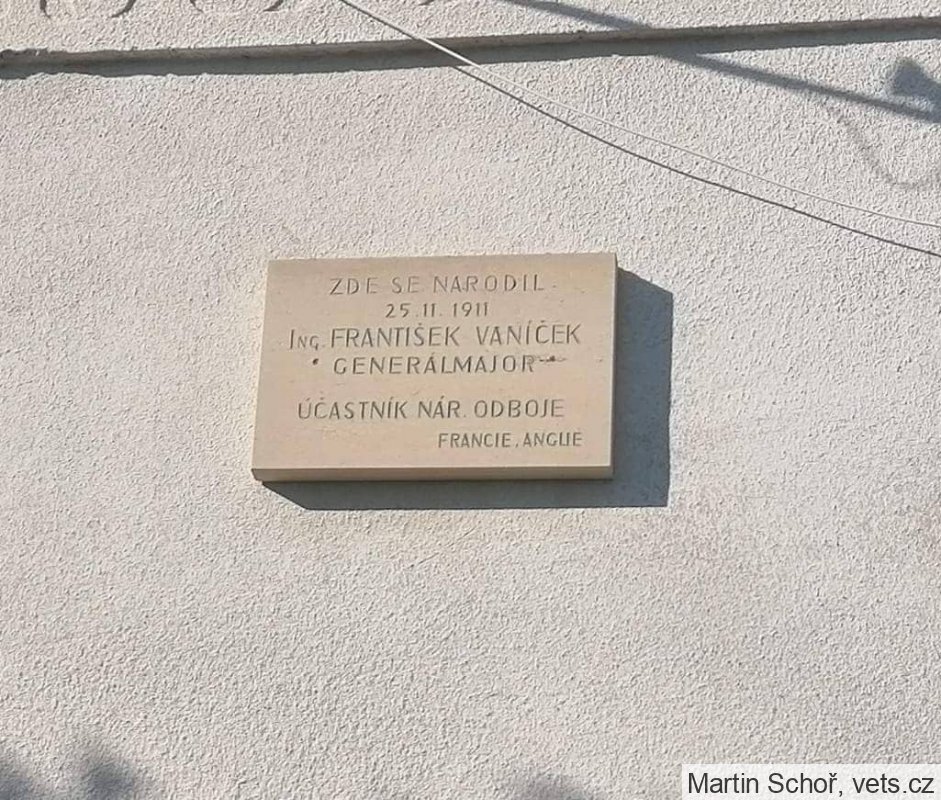 ZDE SE NARODIL
25.11.1911
ING. FRANTIŠEK VANÍČEK
GENERÁLMAJOR
ÚČASTNÍK NÁR. ODBOJE
FRANCIE, ANGLIE
Martin Schoř, vets.cz